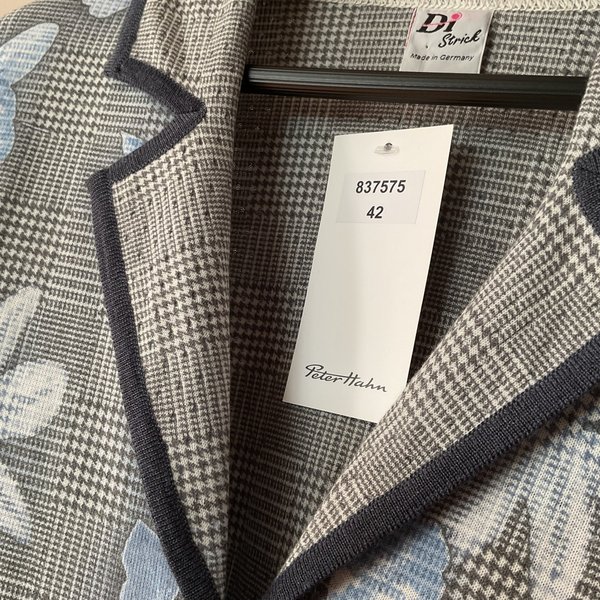 Di
Strick
Made in Germany
837575
42
Peter Hahn